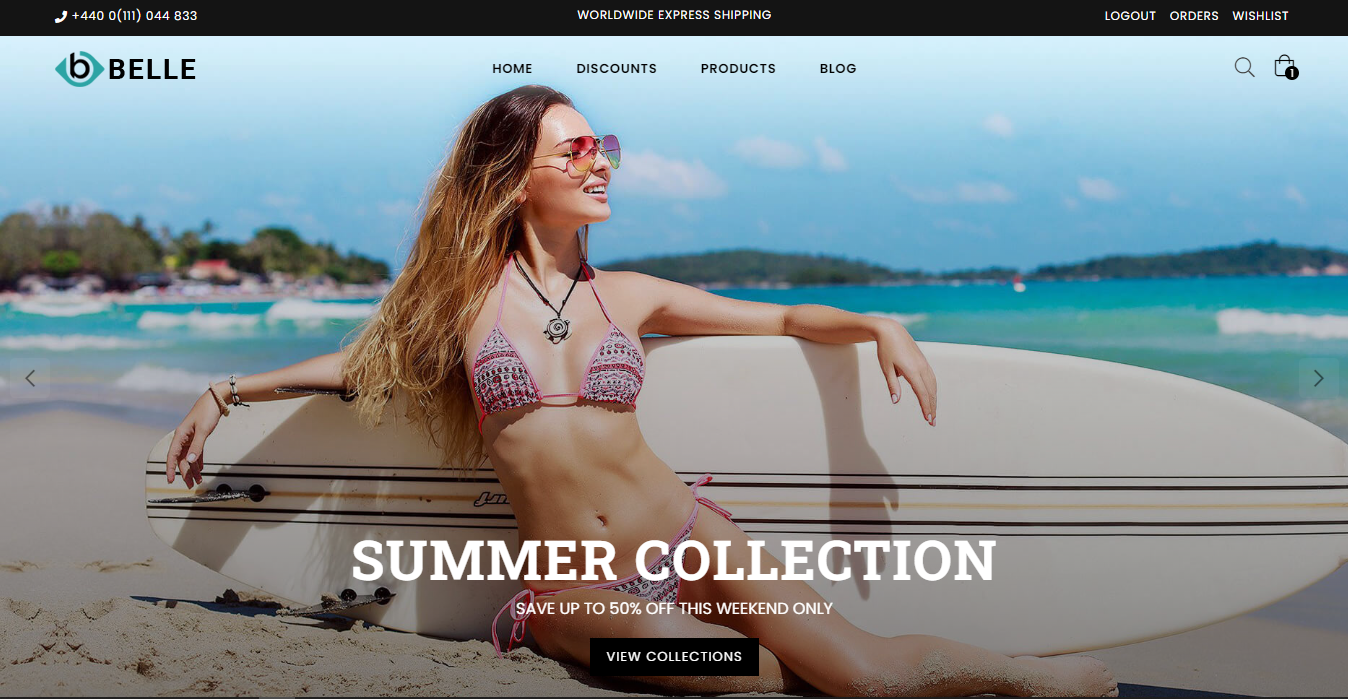 +440 0(111) 044 833
WORLDWIDE EXPRESS SHIPPING
LOGOUT ORDERS WISHLIST
b BELLE
HOME DISCOUNTS PRODUCTS BLOG
1
SUMMER COLLECTION
SAVE UP TO 50% OFF THIS WEEKEND ONLY
VIEW COLLECTIONS